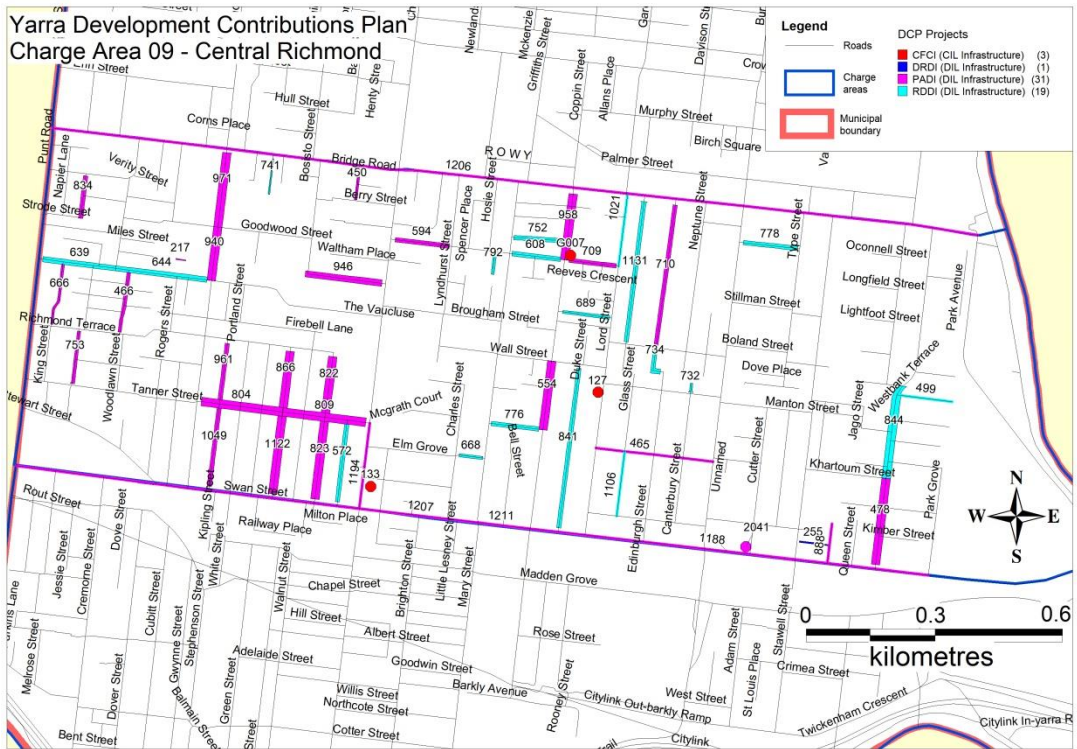 Yarra Development Contributions Plan
Charge Area 09 - Central Richmond
Legend
Roads
Charge
areas
Municipal
boundary
DCP Projects
CFCI (CIL Infrastructure) (3)
DRDI (DIL Infrastructure) (1)
PADI (DIL Infrastructure) (31)
RDDI (DIL Infrastructure) (19)
Erin Street
Hull Street
Corns Place
Bosisto Street
Henty Street
Mckenzie
Griffiths Street
Coppin Street
Allans Place
Davison Street
Murphy Street
Birch Square
Palmer Street
Punt Road
Napier Lane
Verity Street
834
Strode Street
Miles Street
971
940
741
Bridge Road
450
1206
R O W Y
Berry Street
Goodwood Street
Waltham Place
594
946
Lyndhurst Street
Spencer Place
Hosie Street
792
752
608
958
G007
709
Reeves Crescent
1021
1131
710
Neptune Street
778
Type Street
Oconnell Street
Longfield Street
Lightfoot Street
Park Avenue
639
644
217
666
466
Richmond Terrace
753
King Street
Woodlawn Street
Rogers Street
Portland Street
Firebell Lane
The Vaucluse
Brougham Street
689
Lord Street
Duke Street
Stillman Street
Boland Street
Dove Place
734
732
Wall Street
554
127
Glass Street
Manton Street
Westbank Terrace
499
844
Jago Street
961
866
822
804
809
Tanner Street
Mcgrath Court
Charles Street
Elm Grove
776
Bell Street
668
841
465
1106
Canterbury Street
Edinburgh Street
Unnamed
Cutter Street
Khartoum Street
Park Grove
478
Kimber Street
Queen Street
Stewart Street
1049
1122
823
572
1194
133
Swan Street
Kipling Street
Milton Place
Railway Place
1207
1211
1188
2041
255
888
Rout Street
Jessie Street
Cremorne Street
Dove Street
White Street
Walnut Street
Chapel Street
Hill Street
Albert Street
Brighton Street
Little Lesney Street
Mary Street
Madden Grove
Rose Street
Cubitt Street
Gwynne Street
Stephenson Street
Adelaide Street
Goodwin Street
Barkly Avenue
Melrose Street
Dover Street
Balmain Street
Green Street
Willis Street
Northcote Street
Cotter Street
Bent Street
Rooney Street
Citylink Out-barkly Ramp
West Street
Adam Street
St Louis Place
Stawell Street
Crimea Street
Twickenham Crescent
Citylink
Citylink In-yarra
N
W
E
S
0
0.3
0.6
kilometres